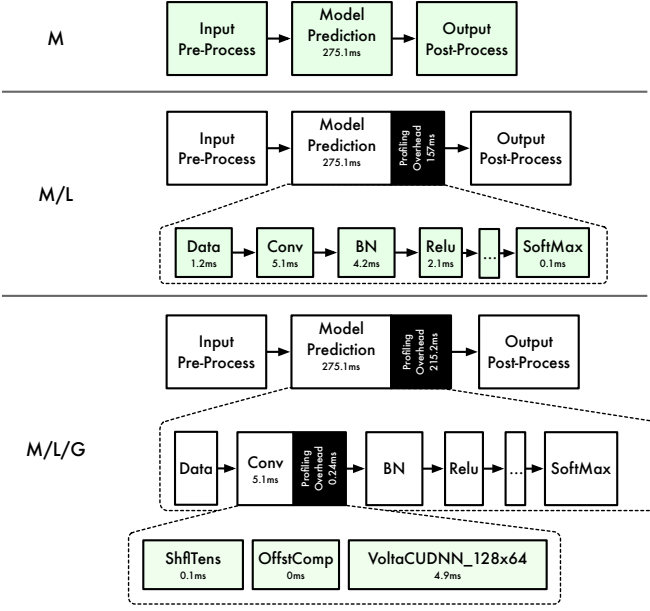 M
Input
Pre-Process
Model
Prediction
275.1ms
Output
Post-Process
M/L
Input
Pre-Process
Model
Prediction
275.1ms
Profiling
Overhead
157ms
Output
Post-Process
Data
1.2ms
Conv
5.1ms
BN
4.2ms
Relu
2.1ms
...
SoftMax
0.1ms
M/L/G
Input
Pre-Process
Model
Prediction
275.1ms
Profiling
Overhead
215.2ms
Output
Post-Process
Data
Conv
5.1ms
Profiling
Overhead
0.24ms
BN
Relu
...
SoftMax
ShflTens
0.1ms
OffstComp
0ms
VoltaCUDNN_128x64
4.9ms